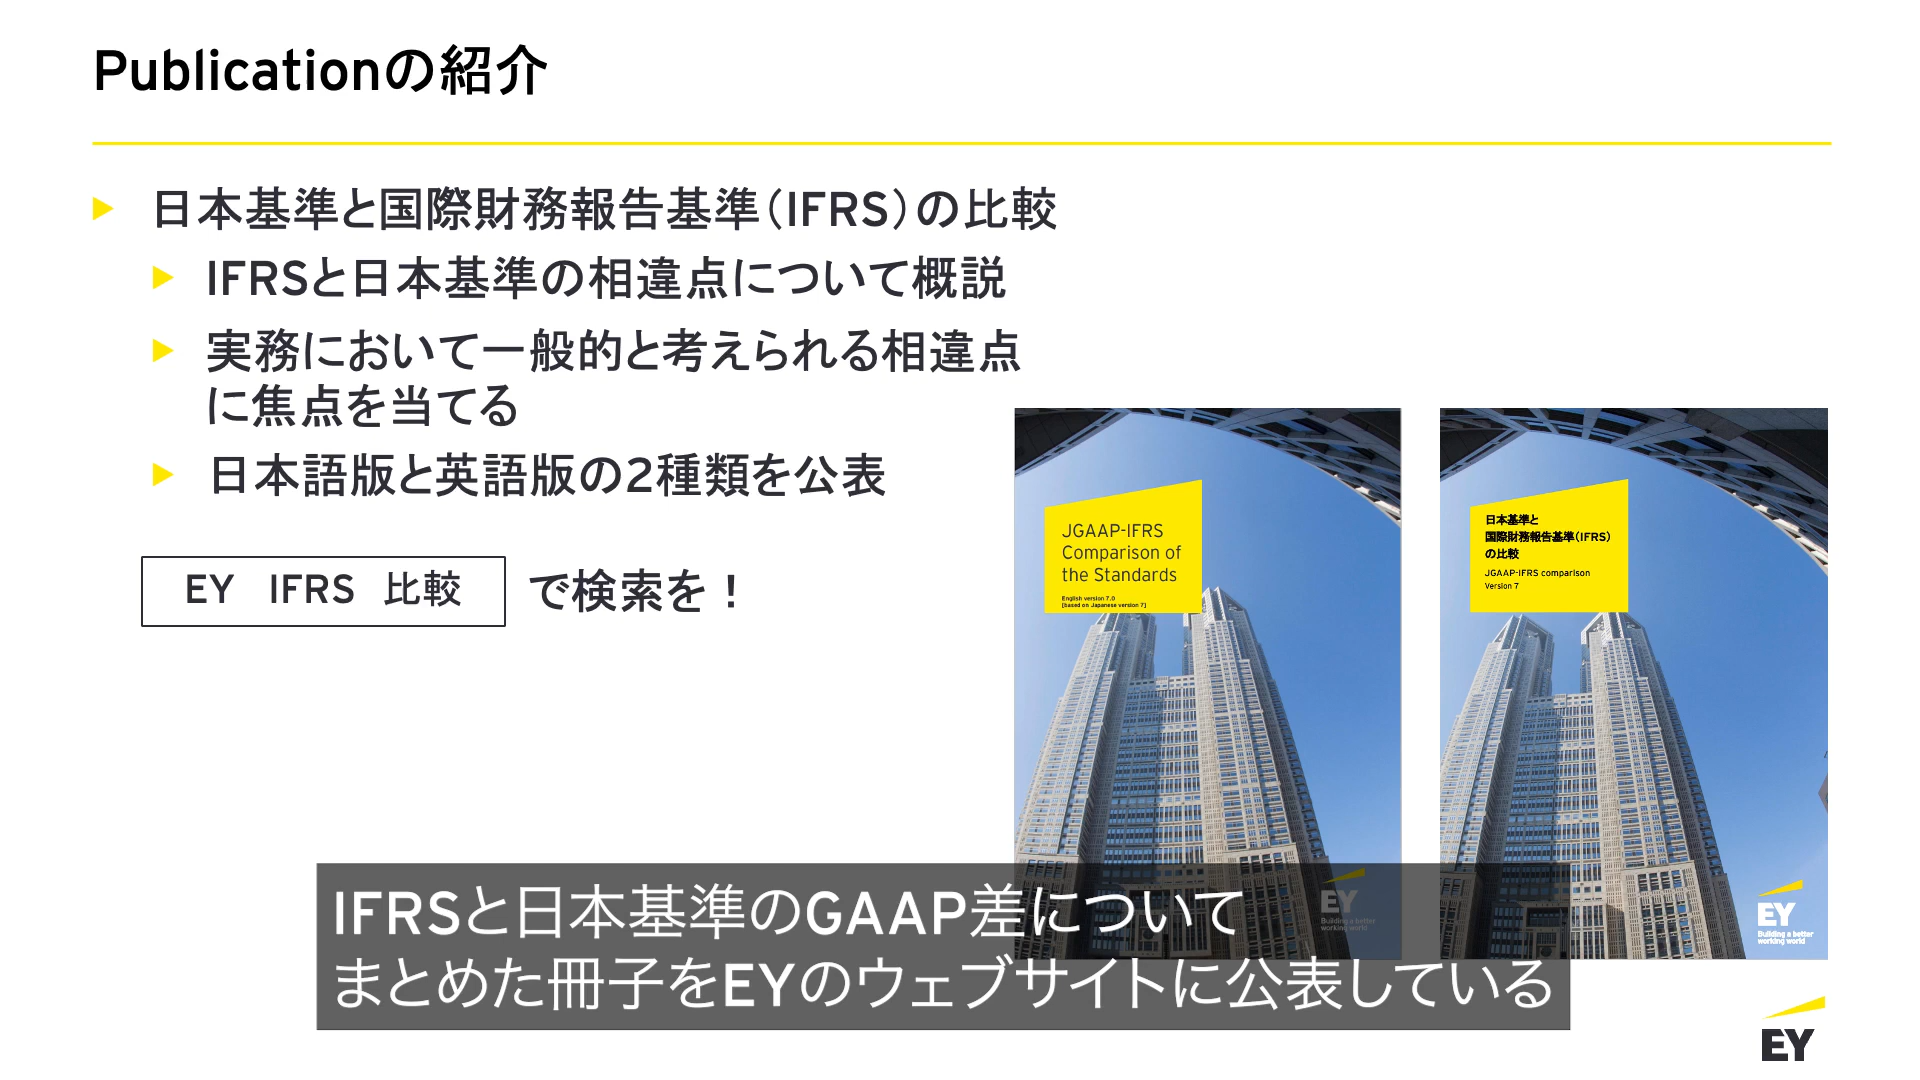 Publicationの紹介
日本基準と国際財務報告基準（IFRS）の比較
IFRSと日本基準の相違点について概説
実務において一般的と考えられる相違点
に焦点を当てる
日本語版と英語版の2種類を公表
EY IFRS 比較 で検索を！
JGAAP-IFRS
Comparison of
the Standards
English version 7.0
[based on Japanese version 7]
EY
Building a better
working world
日本基準と
国際財務報告基準（IFRS）
の比較
JGAAP-IFRS comparison
Version 7
EY
Building a better
working world
IFRSと日本基準のGAAP差について
まとめた冊子をEYのウェブサイトに公表している
EY